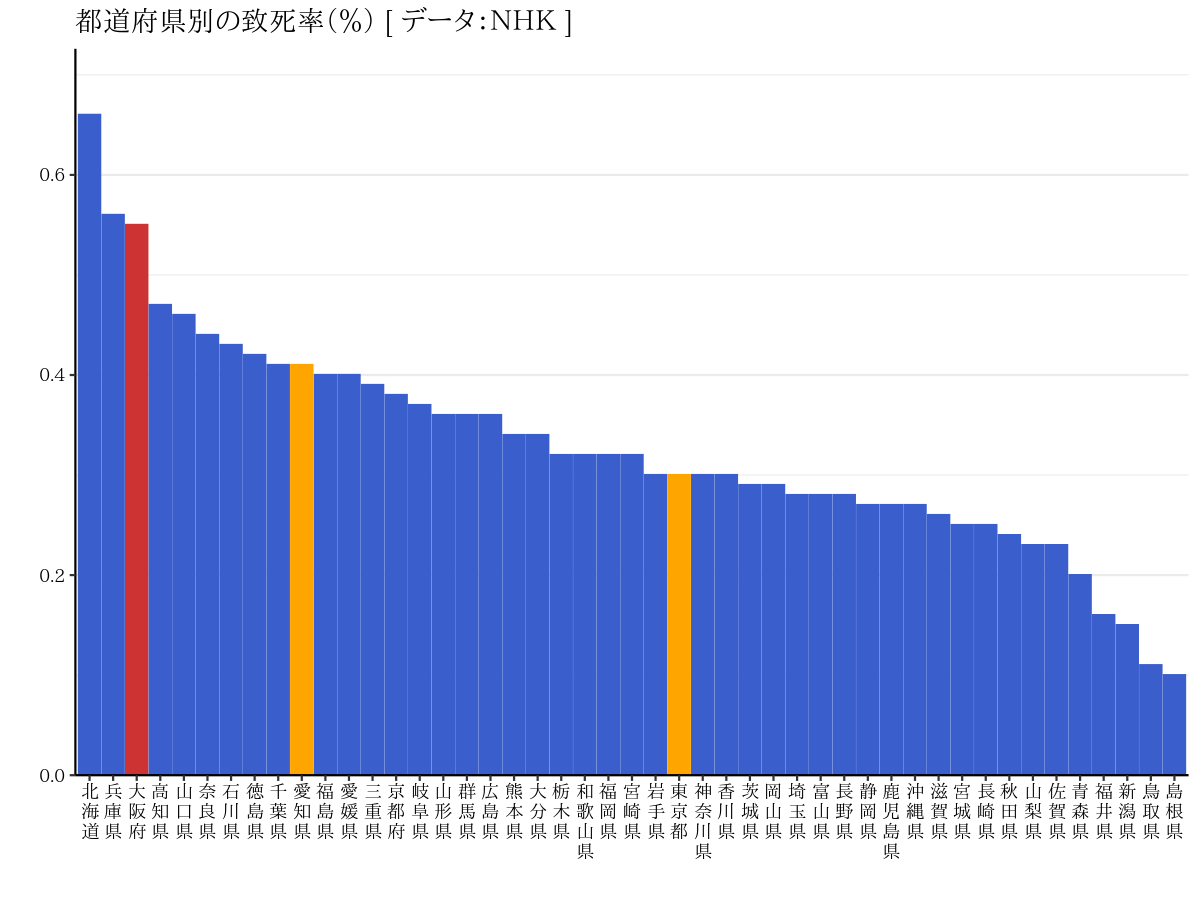 都道府県別の致死率(%) [ データ:NHK ]
0.6
0.4
0.2
0.0
北海道
兵庫県
大阪府
高知県
山口県
奈良県
石川県
徳島県
千葉県
愛知県
福島県
愛媛県
三重県
京都府
岐阜県
山形県
群馬県
広島県
熊本県
大分県
栃木県
和歌山県
福岡県
宮崎県
岩手県
東京都
神奈川県
香川県
茨城県
岡山県
埼玉県
富山県
長野県
静岡県
鹿児島県
沖縄県
滋賀県
宮城県
長崎県
秋田県
山梨県
佐賀県
青森県
福井県
新潟県
鳥取県
島根県